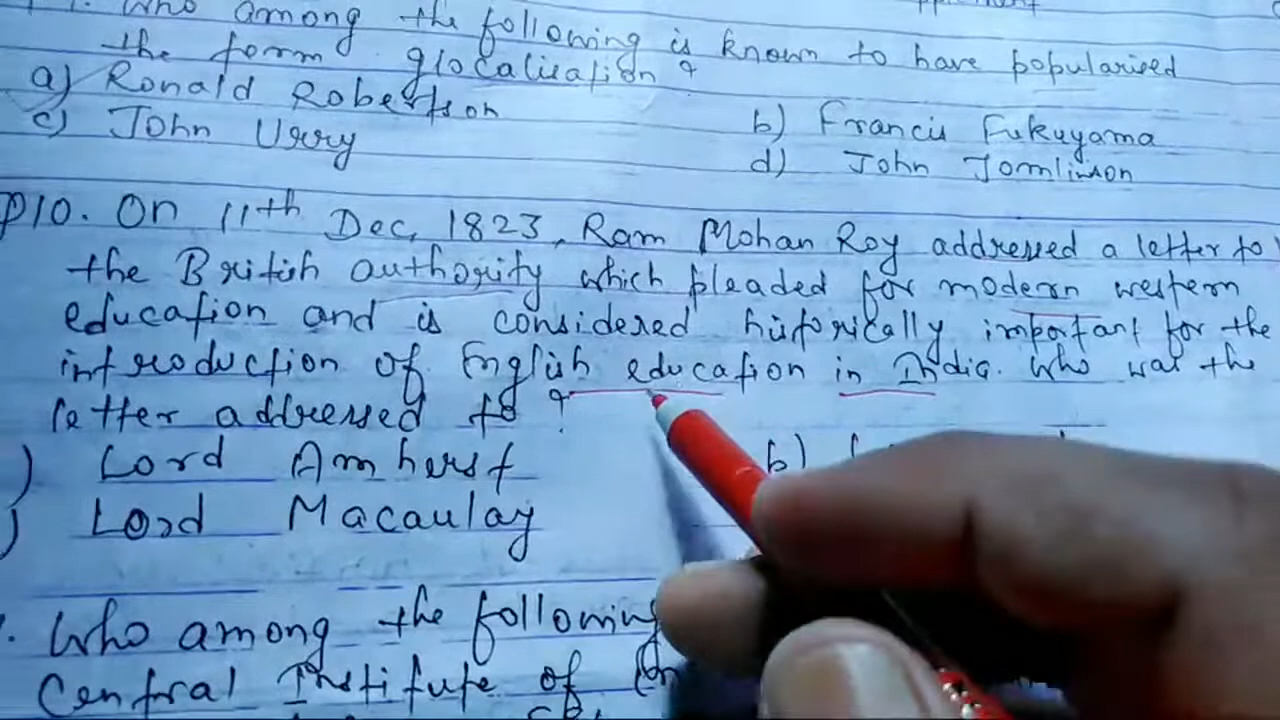 Who among the following is known to have popularised
the form glocalisation?
a) Ronald Robertson
b) Francis Fukuyama
c) John Urry
d) John Tomlinson
P10. On 11th Dec, 1823, Ram Mohan Roy addressed a letter to
the British authority which pleaded for modern western
education and is considered historically important for the
introduction of English education in India. Who was the
letter addressed to?
) Lord Amherst
b)
) Lord Macaulay
. Who among the following
Central Institute of